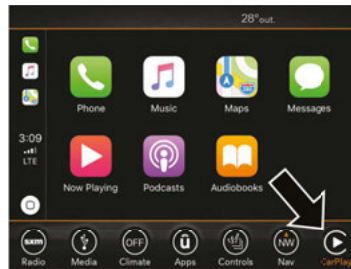 28° out.
Phone Music Maps Messages
3:09
LTE
Now Playing Podcasts Audiobooks
sxm OFF ū NW
Radio Media Climate Apps Controls Nav CarPlay